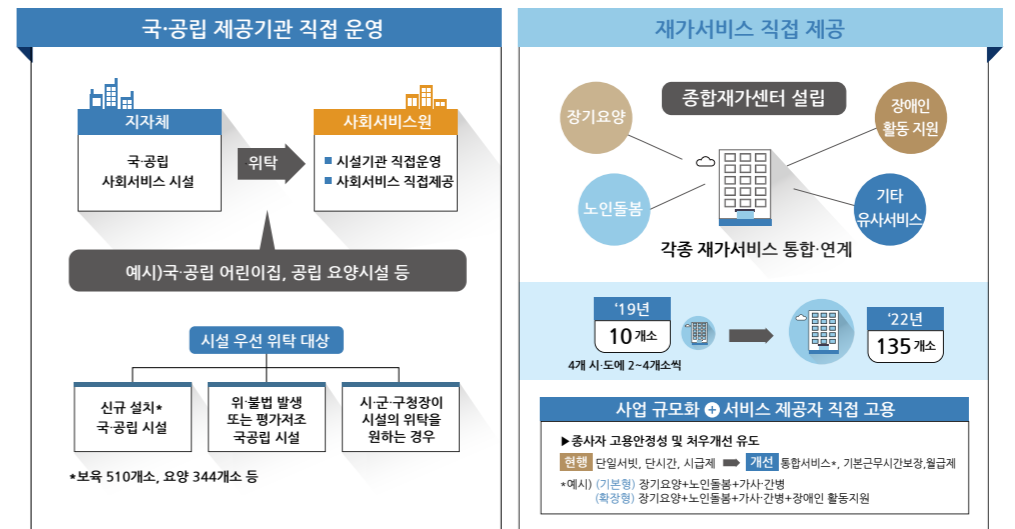 국·공립 제공기관 직접 운영
지자체
국·공립
사회서비스 시설
위탁
사회서비스원
■ 시설기관 직접운영
■ 사회서비스 직접제공
예시)국·공립 어린이집, 공립 요양시설 등
시설 우선 위탁 대상
신규 설치*
국·공립 시설
위·불법 발생
또는 평가저조
국공립 시설
시·군·구청장이
시설의 위탁을
원하는 경우
*보육 510개소, 요양 344개소 등
재가서비스 직접 제공
종합재가센터 설립
장기요양
장애인
활동 지원
노인돌봄
기타
유사서비스
각종 재가서비스 통합·연계
‘19년
10개소
4개 시·도에 2~4개소씩
‘22년
135개소
사업 규모화 + 서비스 제공자 직접 고용
▶종사자 고용안정성 및 처우개선 유도
현행 단일서빗, 단시간, 시급제 개선 통합서비스*, 기본근무시간보장,월급제
*예시) (기본형) 장기요양+노인돌봄+가사·간병
(확장형) 장기요양+노인돌봄+가사·간병+장애인 활동지원